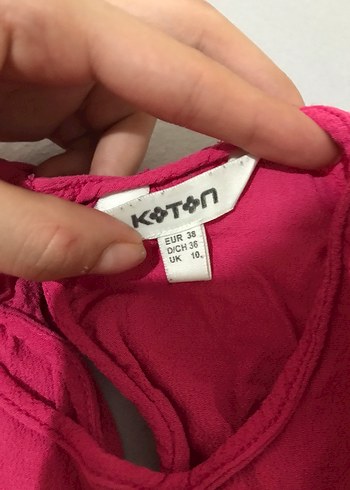 KOTON
EUR 38
D/CH 36
UK 10